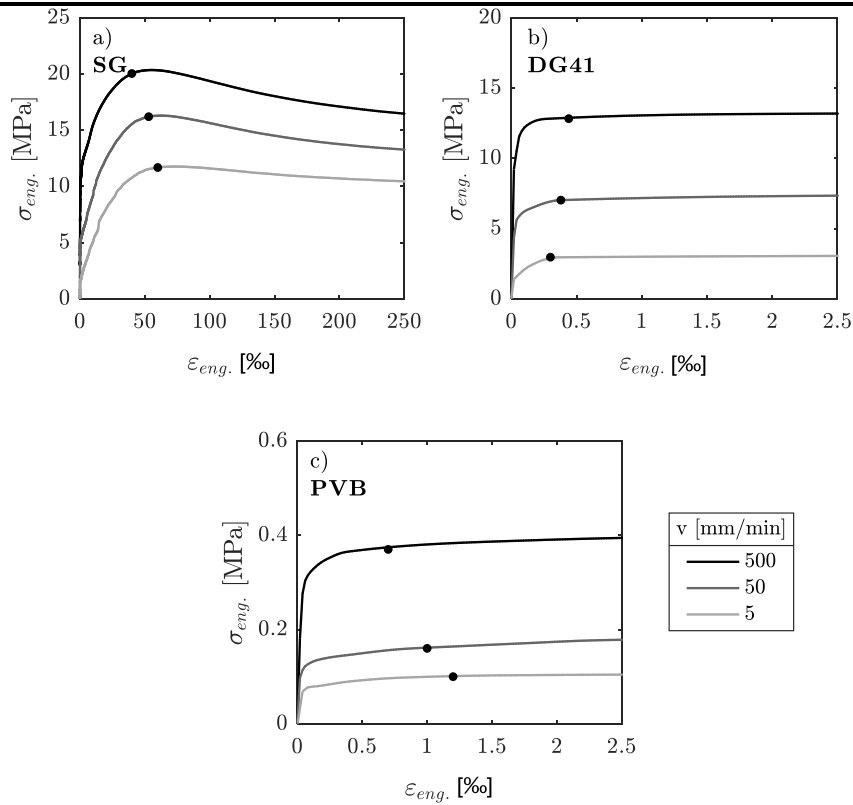 a)
SG
25
20
15
10
5
0
σeng. [MPa]
0 50 100 150 200 250
εeng. [‰]
b)
DG41
20
15
10
5
0
σeng. [MPa]
0 0.5 1 1.5 2 2.5
εeng. [‰]
c)
PVB
0.6
0.4
0.2
0
σeng. [MPa]
0 0.5 1 1.5 2 2.5
εeng. [‰]
v [mm/min]
500
50
5